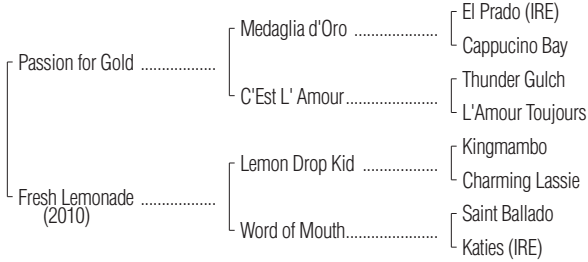 El Prado (IRE)
Medaglia d'Oro ..................
Cappucino Bay
Passion for Gold ................
Thunder Gulch
C'Est L' Amour....................
L'Amour Toujours
Kingmambo
Lemon Drop Kid ................
Charming Lassie
Fresh Lemonade ................
(2010)
Saint Ballado
Word of Mouth....................
Katies (IRE)